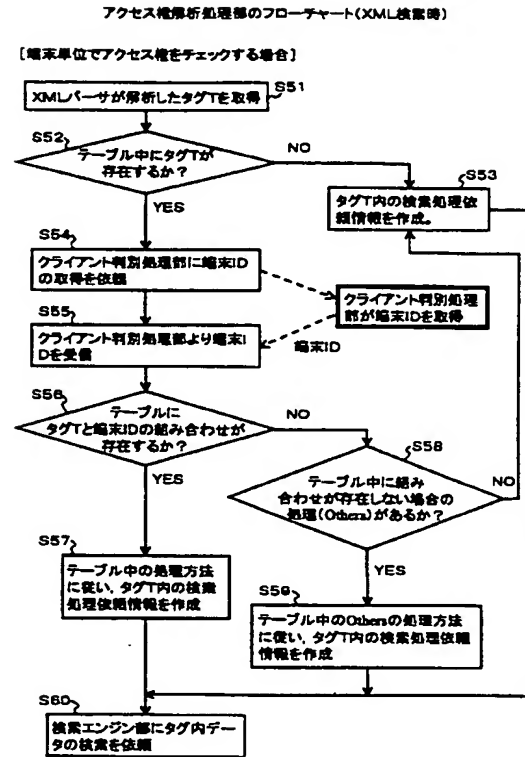 アクセス権解析処理部のフローチャート(XML検索時)
[端末単位でアクセス権をチェックする場合]
S51
XMLパーサが解析したタグTを取得
S52
テーブル中にタグTが
存在するか?
NO
YES
S53
タグT内の検索処理依
頼情報を作成。
S54
クライアント判別処理部に端末ID
の取得を依頼
クライアント判別処理
部が端末IDを取得
S55
クライアント判別処理部より端末I
Dを受信
端末ID
S56
テーブルに
タグTと端末IDの組み合わせが
存在するか?
NO
YES
S58
テーブル中に組み
合わせが存在しない場合の
処理(Others)があるか?
NO
YES
S57
テーブル中の処理方法
に従い, タグT内の検索
処理依頼情報を作成
S59
テーブル中のOthersの処理方法
に従い, タグT内の検索処理依頼
情報を作成
S60
検索エンジン部にタグ内デー
タの検索を依頼